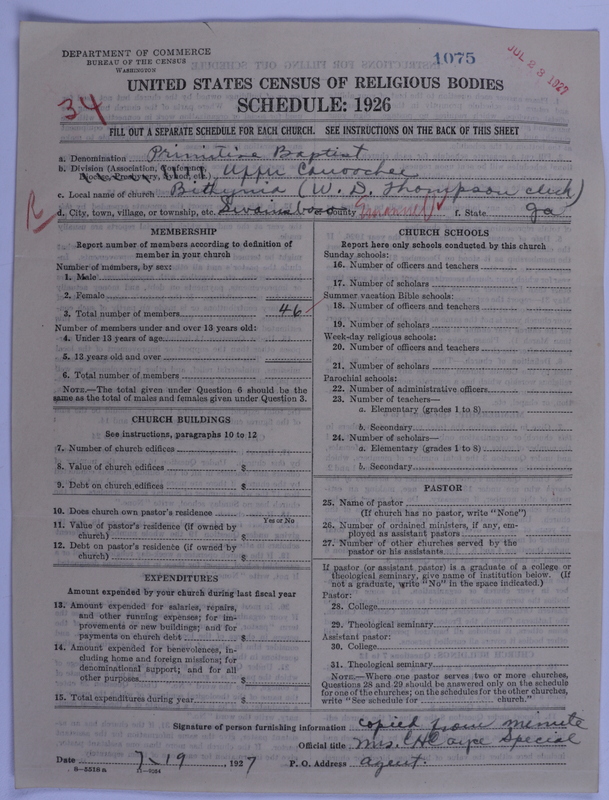 DEPARTMENT OF COMMERCE
BUREAU OF THE CENSUS
WASHINGTON
1075
JUL 23 1927
UNITED STATES CENSUS OF RELIGIOUS BODIES
34
SCHEDULE: 1926
FILL OUT A SEPARATE SCHEDULE FOR EACH CHURCH. SEE INSTRUCTIONS ON THE BACK OF THIS SHEET
a. Denomination Primitive Baptist
b. Division (Association, Conference, Diocese, Presbytery, Synod, etc.) Upper Canoochee
c. Local name of church Bithynia (W. D. Thompson clerk)
R
d. City, town, village, or township, etc. Swainsboro County Emanuel f. State Ga
MEMBERSHIP
Report number of members according to definition of member in your church
Number of members, by sex:
1. Male
2. Female
3. Total number of members 46
Number of members under and over 13 years old:
4. Under 13 years of age
5. 13 years old and over
6. Total number of members
NOTE.—The total given under Question 6 should be the same as the total of males and females given under Question 3.
CHURCH BUILDINGS
See instructions, paragraphs 10 to 12
7. Number of church edifices
8. Value of church edifices $
9. Debt on church edifices $
10. Does church own pastor's residence
Yes or No
11. Value of pastor's residence (if owned by church) $
12. Debt on pastor's residence (if owned by church) $
EXPENDITURES
Amount expended by your church during last fiscal year
13. Amount expended for salaries, repairs, and other running expenses; for improvements or new buildings; and for payments on church debt $
14. Amount expended for benevolences, including home and foreign missions; for denominational support; and for all other purposes $
15. Total expenditures during year $
CHURCH SCHOOLS
Report here only schools conducted by this church
Sunday schools:
16. Number of officers and teachers
17. Number of scholars
Summer vacation Bible schools:
18. Number of officers and teachers
19. Number of scholars
Week-day religious schools:
20. Number of officers and teachers
21. Number of scholars
Parochial schools:
22. Number of administrative officers
23. Number of teachers—
a. Elementary (grades 1 to 8)
b. Secondary
24. Number of scholars—
a. Elementary (grades 1 to 8)
b. Secondary
PASTOR
25. Name of pastor
(If church has no pastor, write "None")
26. Number of ordained ministers, if any, employed as assistant pastors
27. Number of other churches served by the pastor or his assistants
If pastor (or assistant pastor) is a graduate of a college or theological seminary, give name of institution below. (If not a graduate, write "No" in the space indicated.)
Pastor:
28. College
29. Theological seminary
Assistant pastor:
30. College
31. Theological seminary
NOTE.—Where one pastor serves two or more churches, Questions 28 and 29 should be answered only on the schedule for one of the churches; on the schedules for the other churches, write "See schedule for church."
Signature of person furnishing information copied from minute
Official title Mrs. C H Cayce Special
Date 7-19 1927 P. O. Address agent.
8-5516a 11-9264